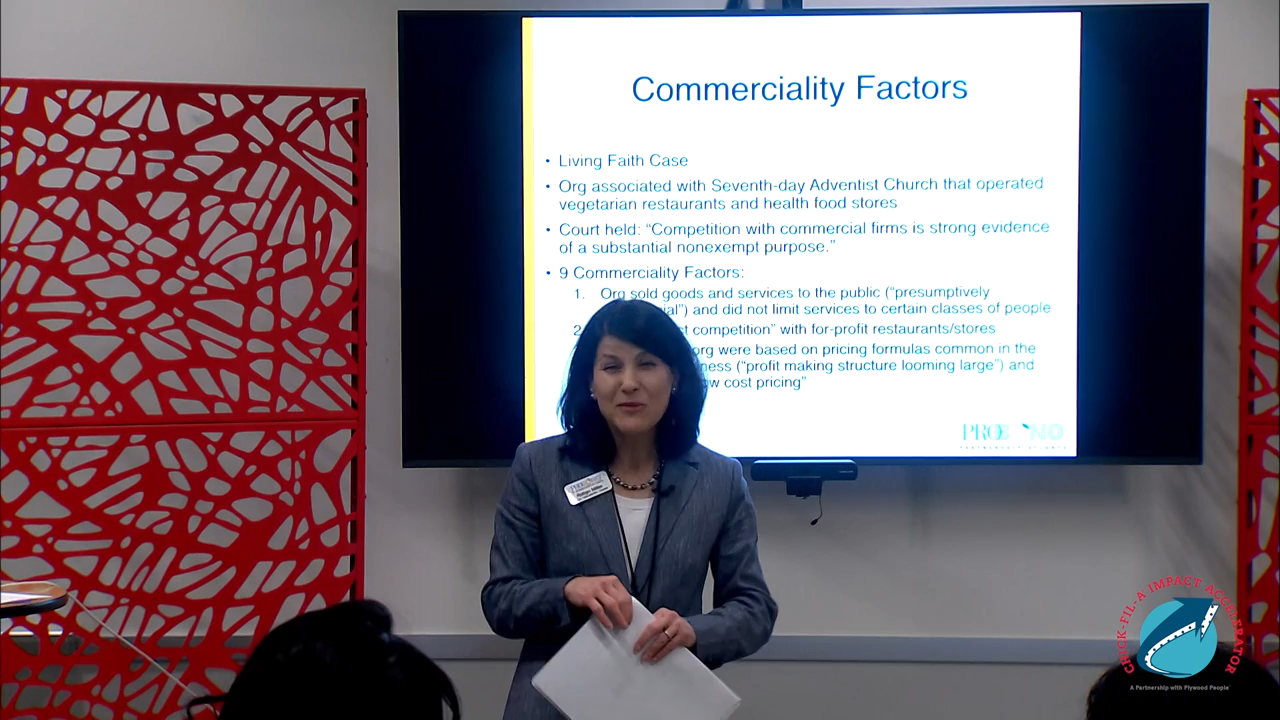 Commerciality Factors
• Living Faith Case
• Org associated with Seventh-day Adventist Church that operated
vegetarian restaurants and health food stores
• Court held: “Competition with commercial firms is strong evidence
of a substantial nonexempt purpose.”
• 9 Commerciality Factors:
1. Org sold goods and services to the public (“presumptively
ial”) and did not limit services to certain classes of people
2 competition” with for-profit restaurants/stores
org were based on pricing formulas common in the
ness (“profit making structure looming large”) and
ow cost pricing”
CHICK-FIL-A IMPACT ACCELERATOR
A Partnership with Plywood People